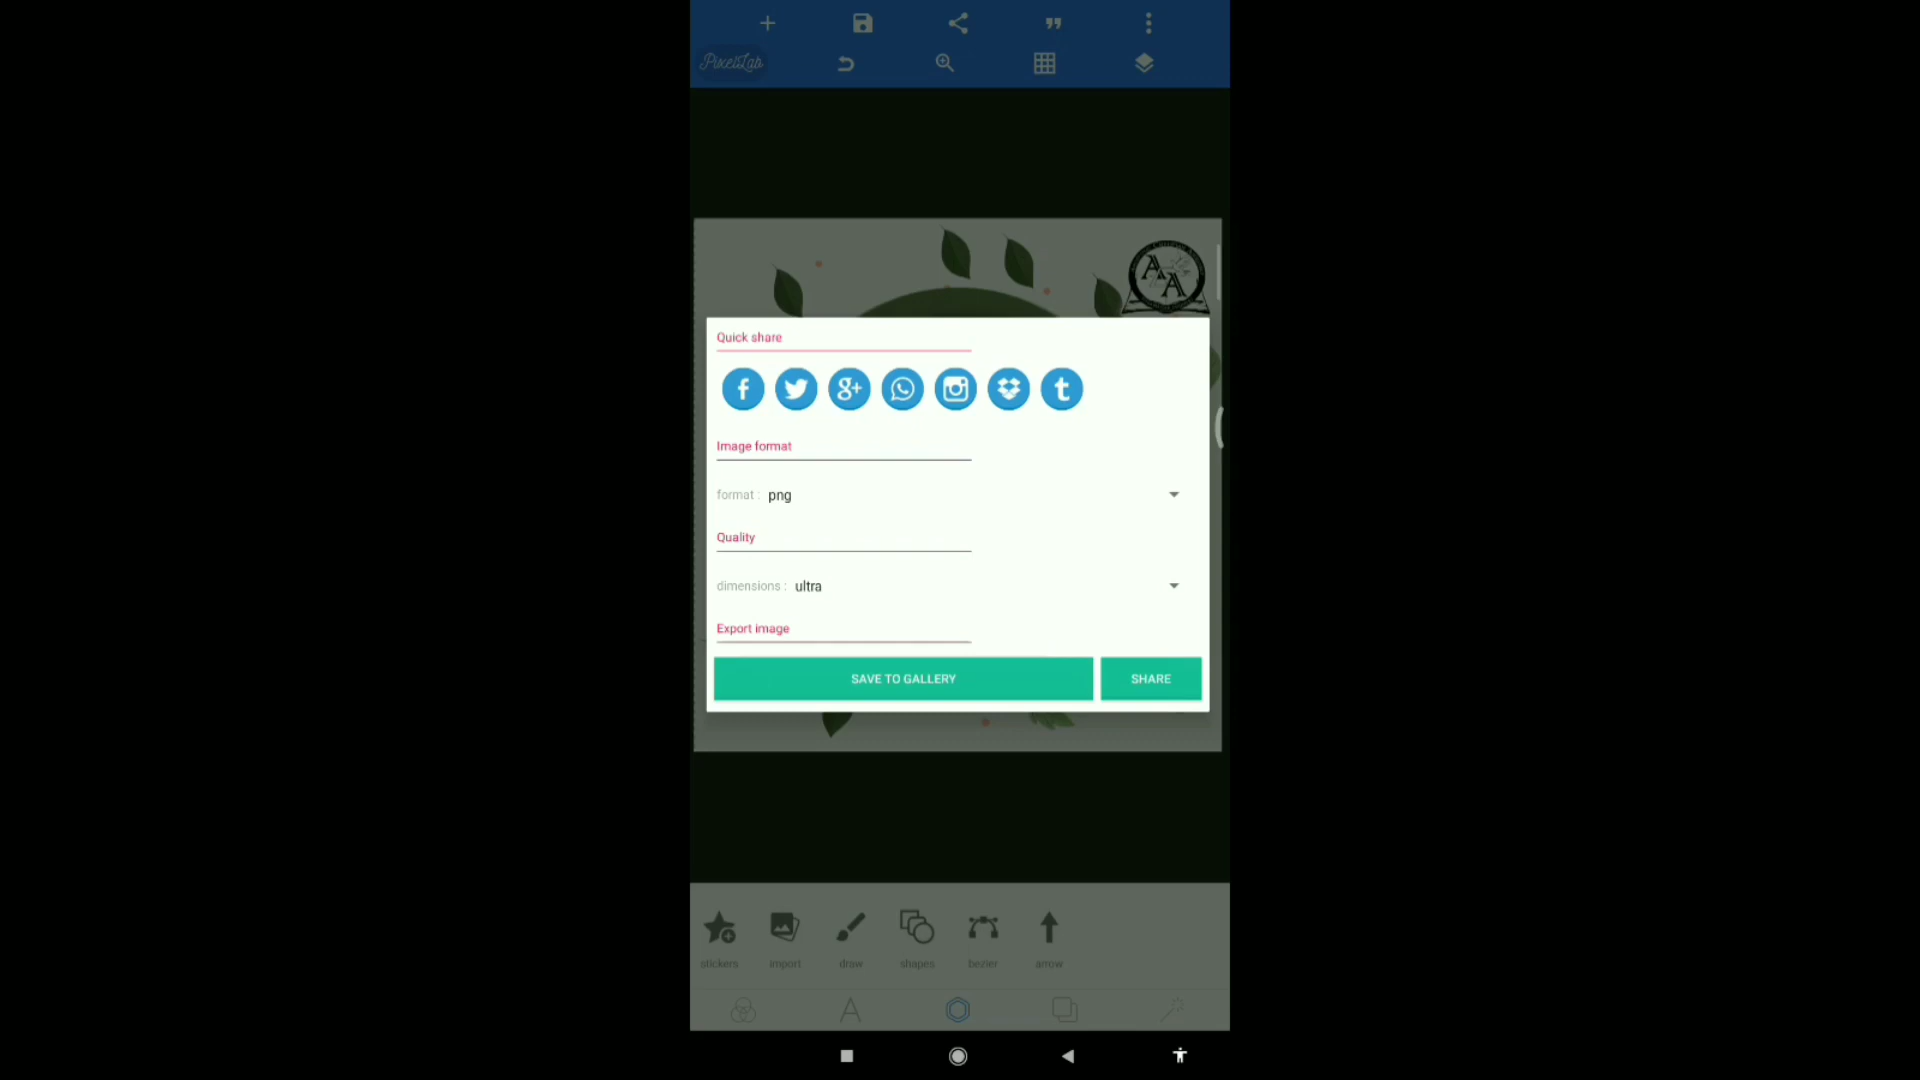 PixelLab
A A
Quick share
Image format
format : png
Quality
dimensions : ultra
Export image
SAVE TO GALLERY
SHARE
stickers
import
draw
shapes
bezier
arrow